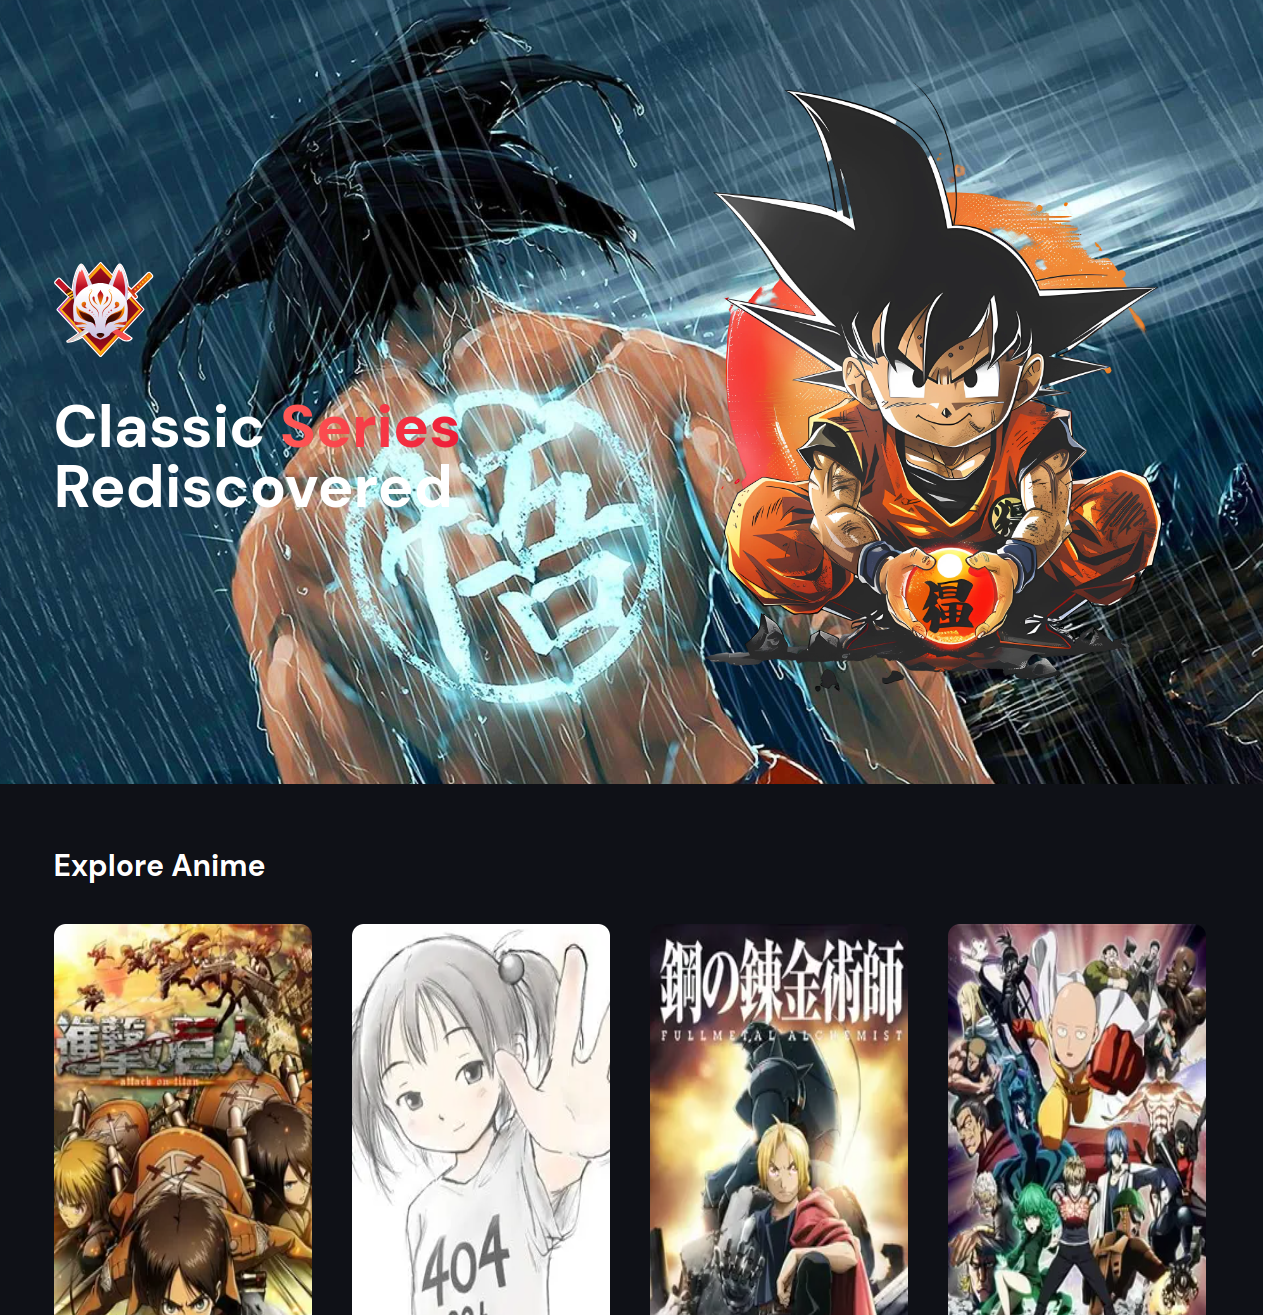 Classic Series
Rediscovered
悟
Explore Anime
進撃の巨人
attack on titan
404
鋼の錬金術師
FULLMETAL ALCHEMIST